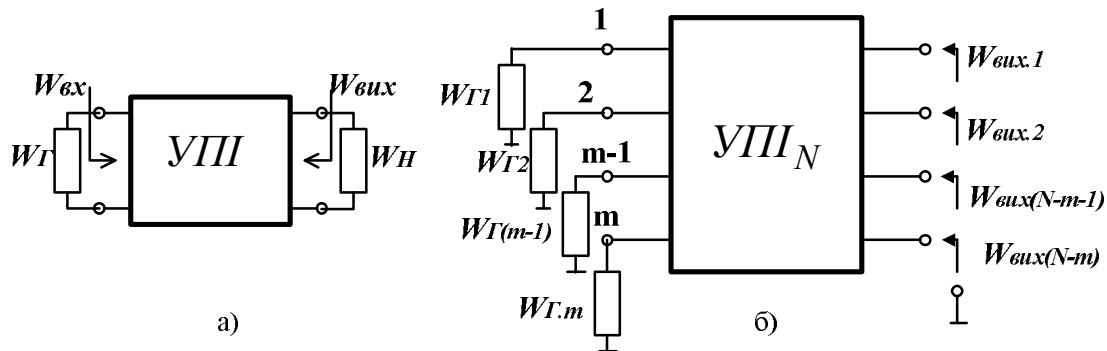 Wвх
Wвих
WГ
УПІ
WН
а)
1
WГ1
2
WГ2
m-1
WГ(m-1)
m
WГ.m
УПІN
Wвих.1
Wвих.2
Wвих(N-m-1)
Wвих(N-m)
б)